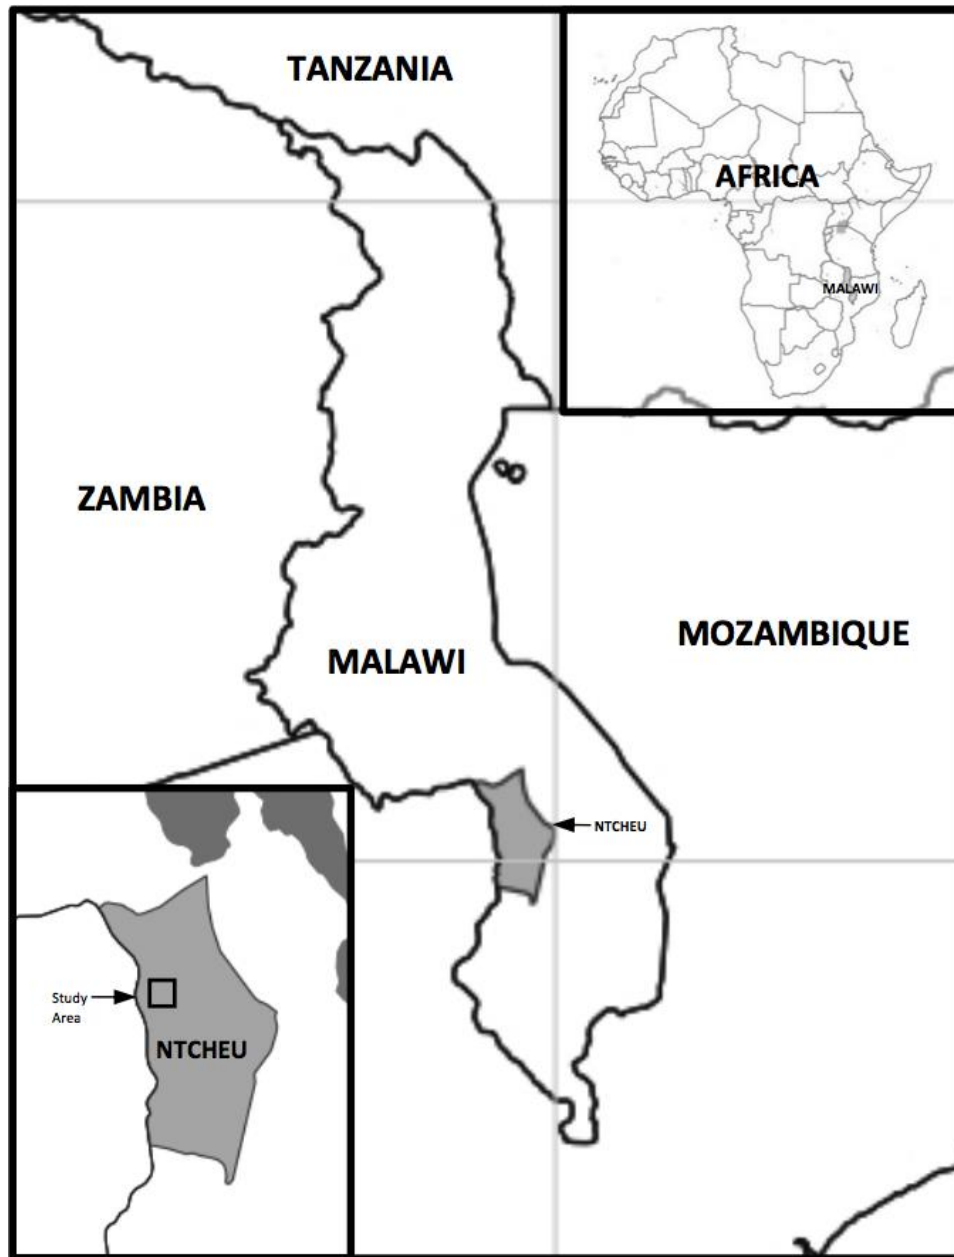 TANZANIA
AFRICA
MALAWI
ZAMBIA
MOZAMBIQUE
MALAWI
NTCHEU
Study
Area
NTCHEU